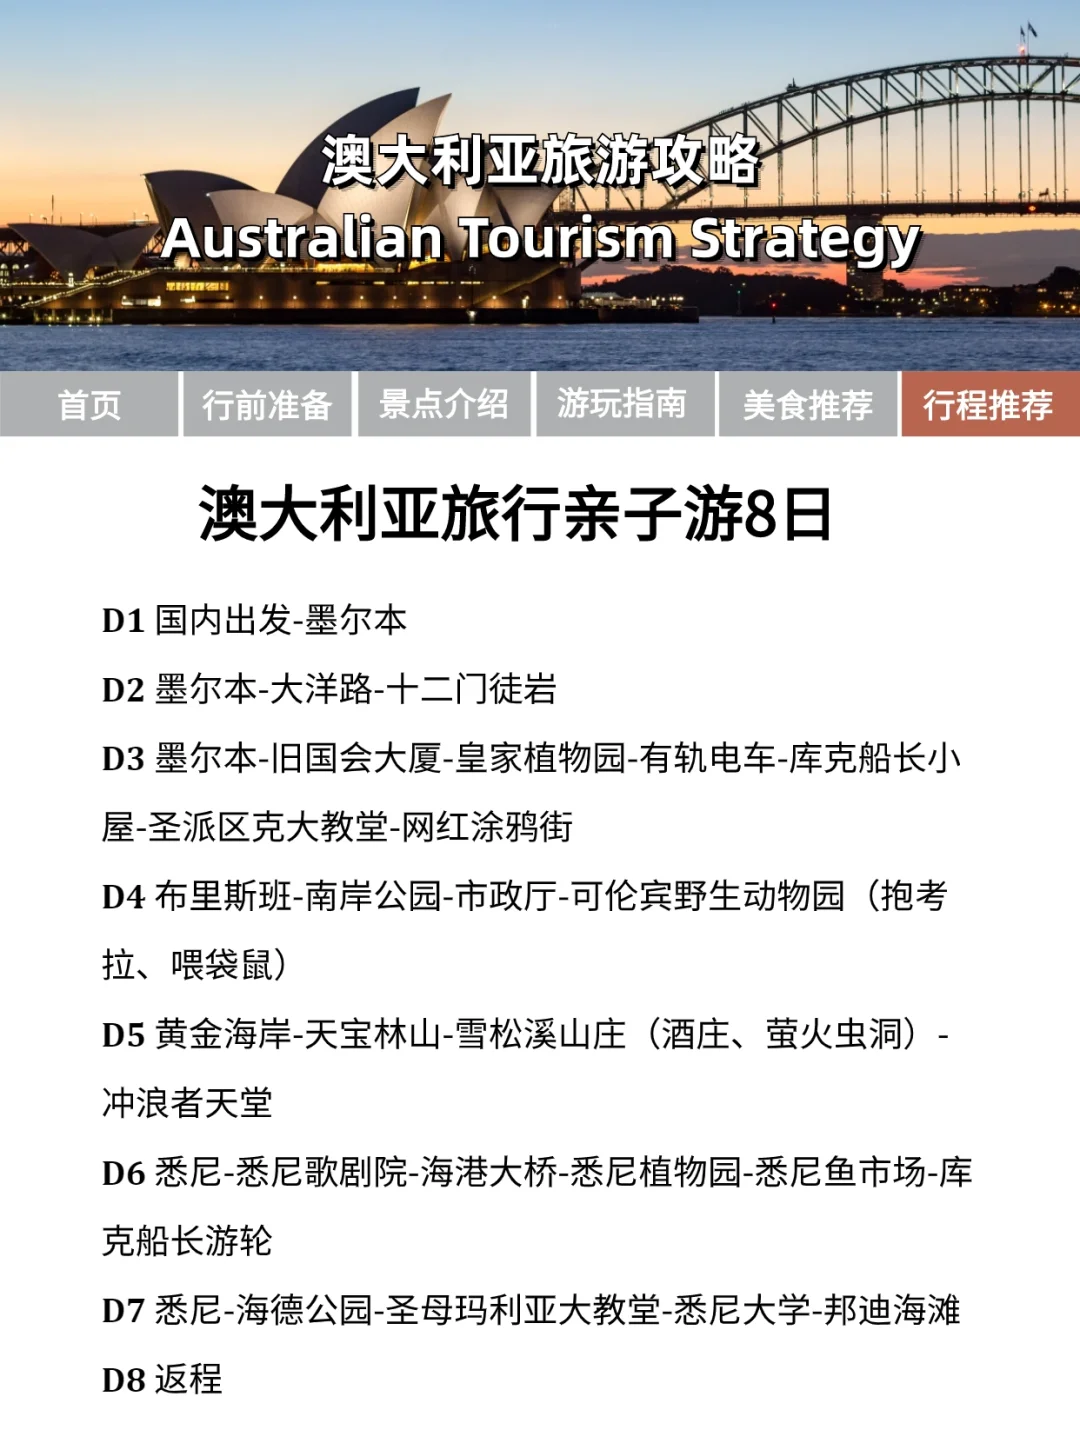 澳大利亚旅游攻略
Australian Tourism Strategy
首页 行前准备 景点介绍 游玩指南 美食推荐 行程推荐
澳大利亚旅行亲子游8日
D1 国内出发-墨尔本
D2 墨尔本-大洋路-十二门徒岩
D3 墨尔本-旧国会大厦-皇家植物园-有轨电车-库克船长小
屋-圣派区克大教堂-网红涂鸦街
D4 布里斯班-南岸公园-市政厅-可伦宾野生动物园（抱考
拉、喂袋鼠）
D5 黄金海岸-天宝林山-雪松溪山庄（酒庄、萤火虫洞）-
冲浪者天堂
D6 悉尼-悉尼歌剧院-海港大桥-悉尼植物园-悉尼鱼市场-库
克船长游轮
D7 悉尼-海德公园-圣母玛利亚大教堂-悉尼大学-邦迪海滩
D8 返程